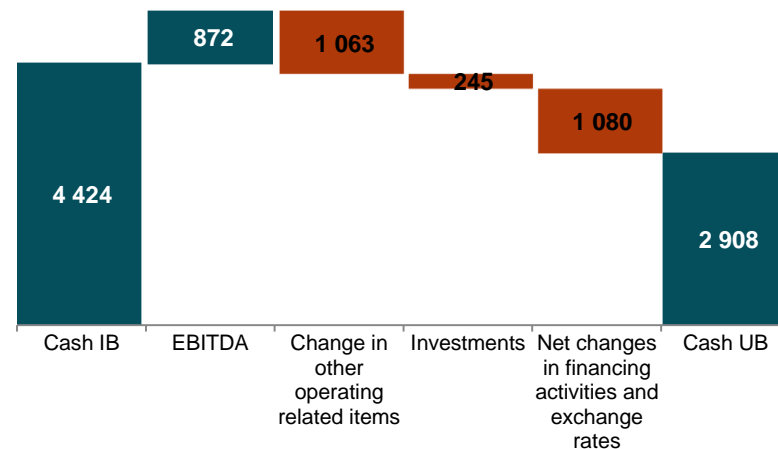 872
1 063
245
1 080
4 424
2 908
Cash IB
EBITDA
Change in
other
operating
related items
Investments
Net changes
in financing
activities and
exchange
rates
Cash UB